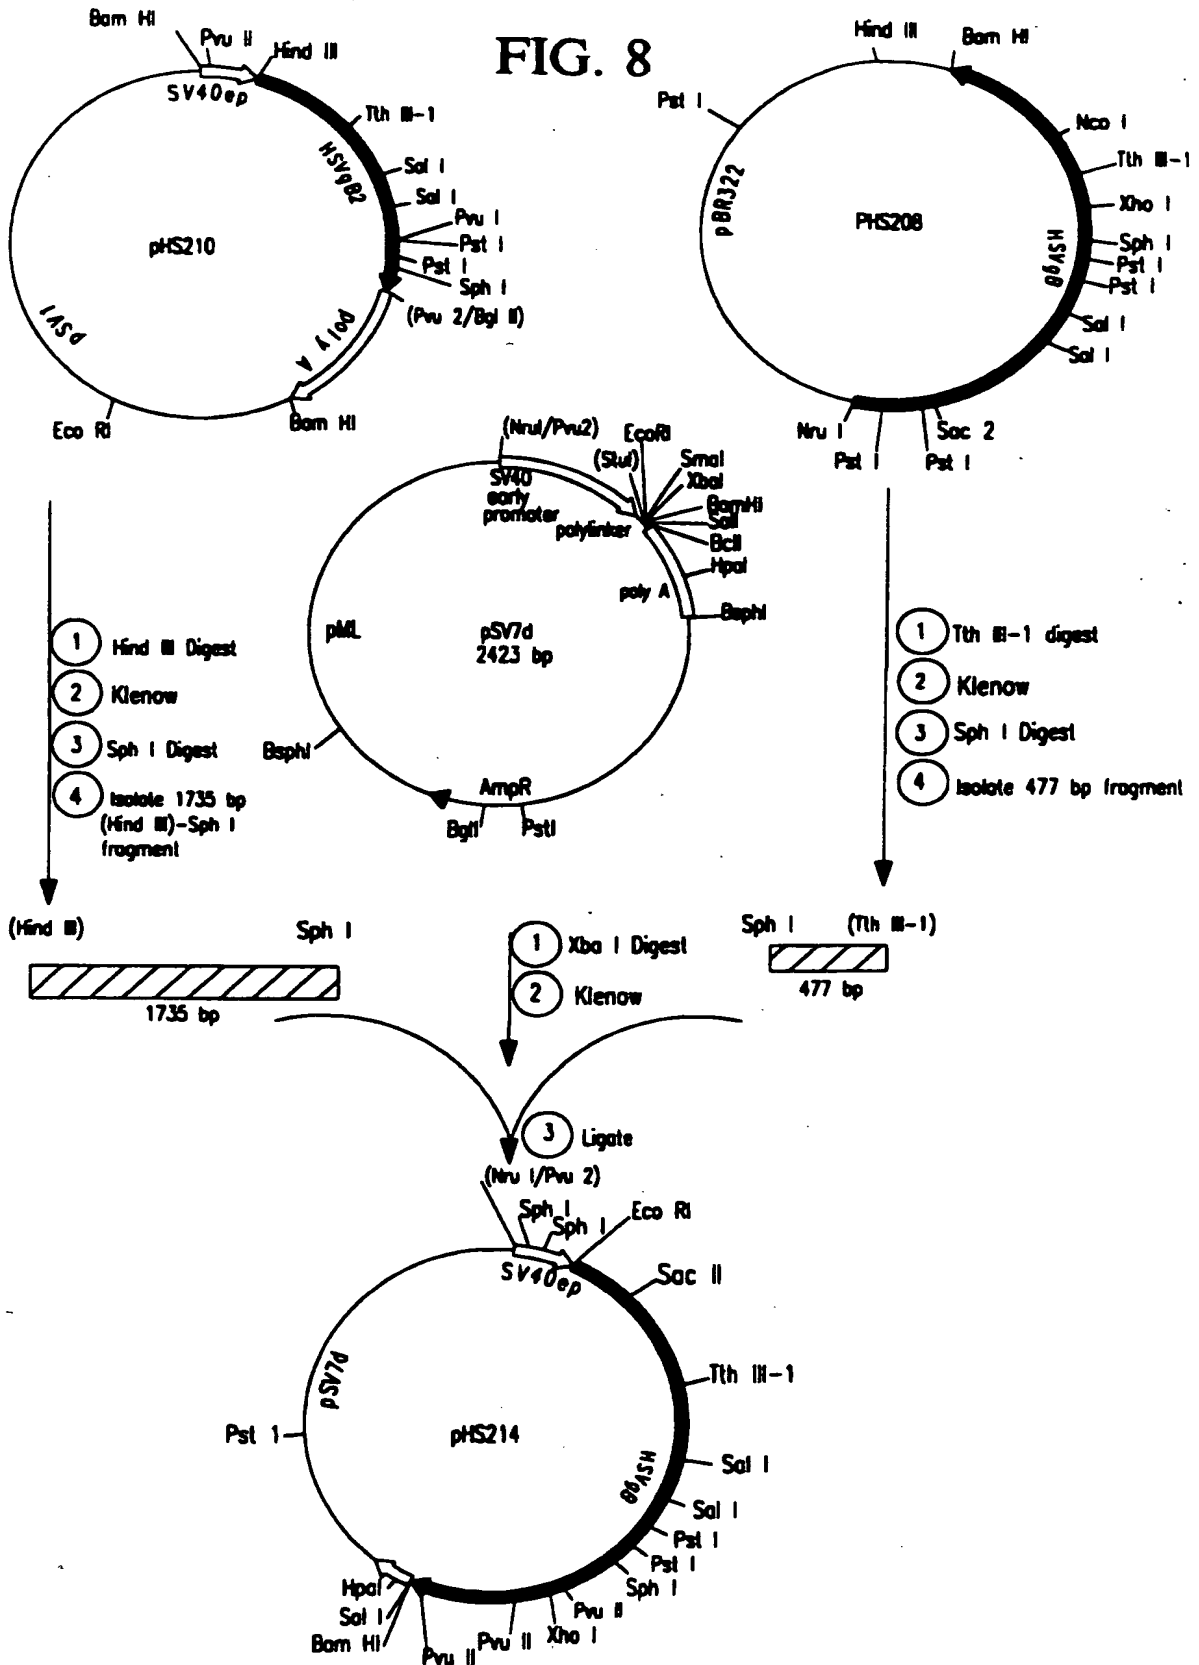 FIG. 8
Bam HI
Pvu II
Hind III
SV40ep
Tth III-1
HSVgB2
Sal I
Sal I
Pvu I
Pst I
Pst I
Sph I
(Pvu 2/Bgl II)
poly A
Bam HI
Eco RI
pSV1
pHS210
Hind III
Bam HI
Pst I
Nco I
Tth III-1
Xho I
Sph I
Pst I
Pst I
Sal I
Sal I
HSVgB
pBR322
PHS208
Nru I
Pst I
Pst I
Sac 2
(NruI/Pvu2)
EcoRI
(StuI)
SmaI
XbaI
BamHI
SalI
BclI
HpaI
BsphI
SV40
early
promoter
polylinker
poly A
pML
pSV7d
2423 bp
BsphI
AmpR
BglI
PstI
1 Hind III Digest
2 Klenow
3 Sph I Digest
4 Isolate 1735 bp
(Hind III)-Sph I
fragment
1 Tth III-1 digest
2 Klenow
3 Sph I Digest
4 Isolate 477 bp fragment
(Hind III)
Sph I
1735 bp
1 Xba I Digest
2 Klenow
Sph I
(Tth III-1)
477 bp
3 Ligate
(Nru I/Pvu 2)
Sph I
Sph I
Eco RI
SV40ep
Sac II
Tth III-1
pSV7d
Pst 1
pHS214
HSVgB
Sal I
Sal I
Pst I
Pst I
Sph I
Pvu II
Xho I
Pvu II
Pvu II
HpaI
Sal I
Bam HI